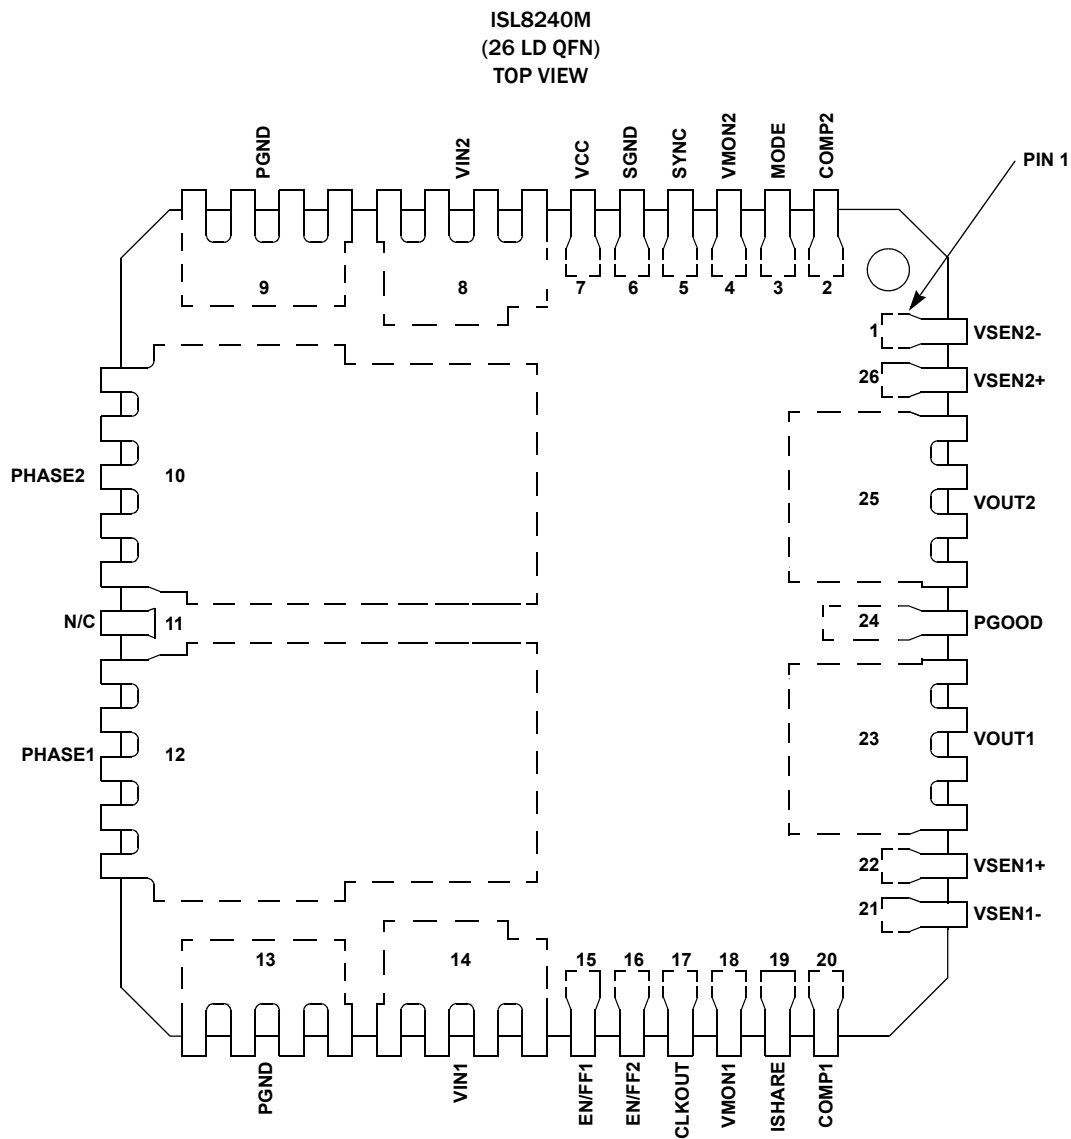 ISL8240M
(26 LD QFN)
TOP VIEW
PGND
VIN2
VCC
SGND
SYNC
VMON2
MODE
COMP2
PIN 1
9
8
7
6
5
4
3
2
1
VSEN2-
26
VSEN2+
PHASE2
10
25
VOUT2
N/C
11
24
PGOOD
PHASE1
12
23
VOUT1
22
VSEN1+
21
VSEN1-
13
14
15
16
17
18
19
20
PGND
VIN1
EN/FF1
EN/FF2
CLKOUT
VMON1
ISHARE
COMP1